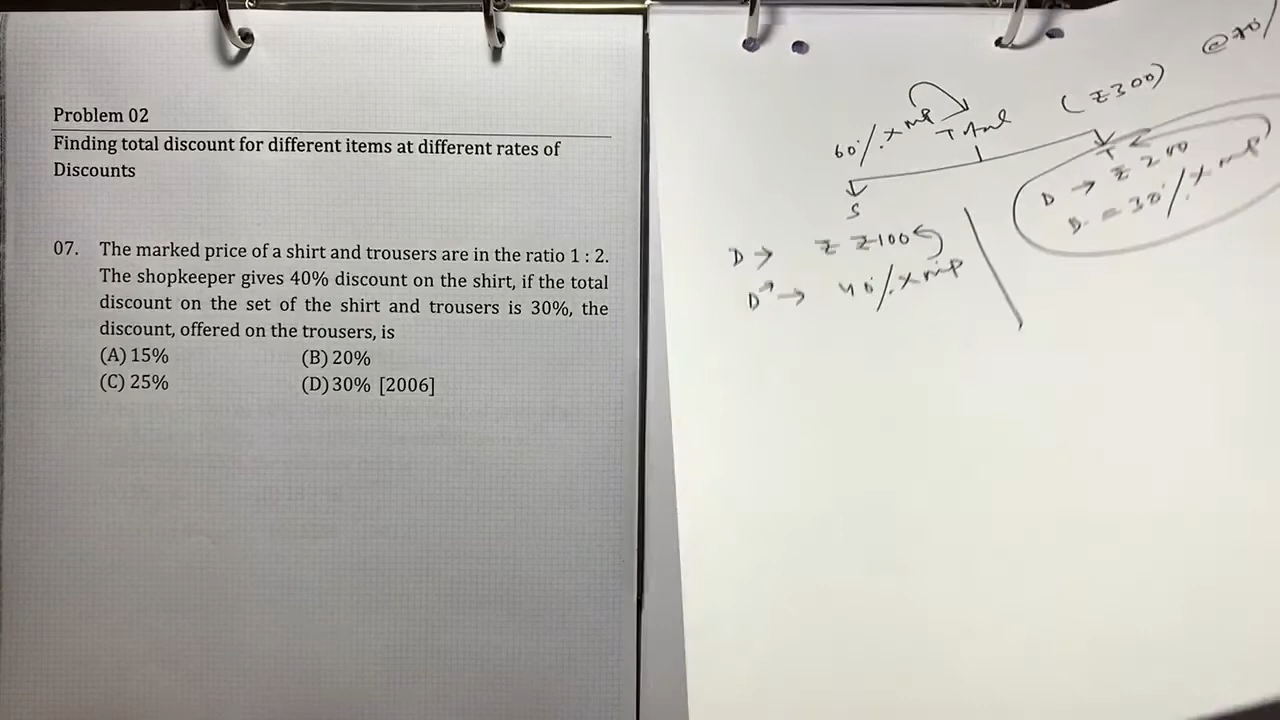 Problem 02
Finding total discount for different items at different rates of
Discounts
07. The marked price of a shirt and trousers are in the ratio 1 : 2.
The shopkeeper gives 40% discount on the shirt, if the total
discount on the set of the shirt and trousers is 30%, the
discount, offered on the trousers, is
(A) 15% (B) 20%
(C) 25% (D) 30% [2006]
60% x MP Total (₹300)
S T
D → ₹ 200
D = 30% x MP
D → ₹ ₹100
D → 40% x MP